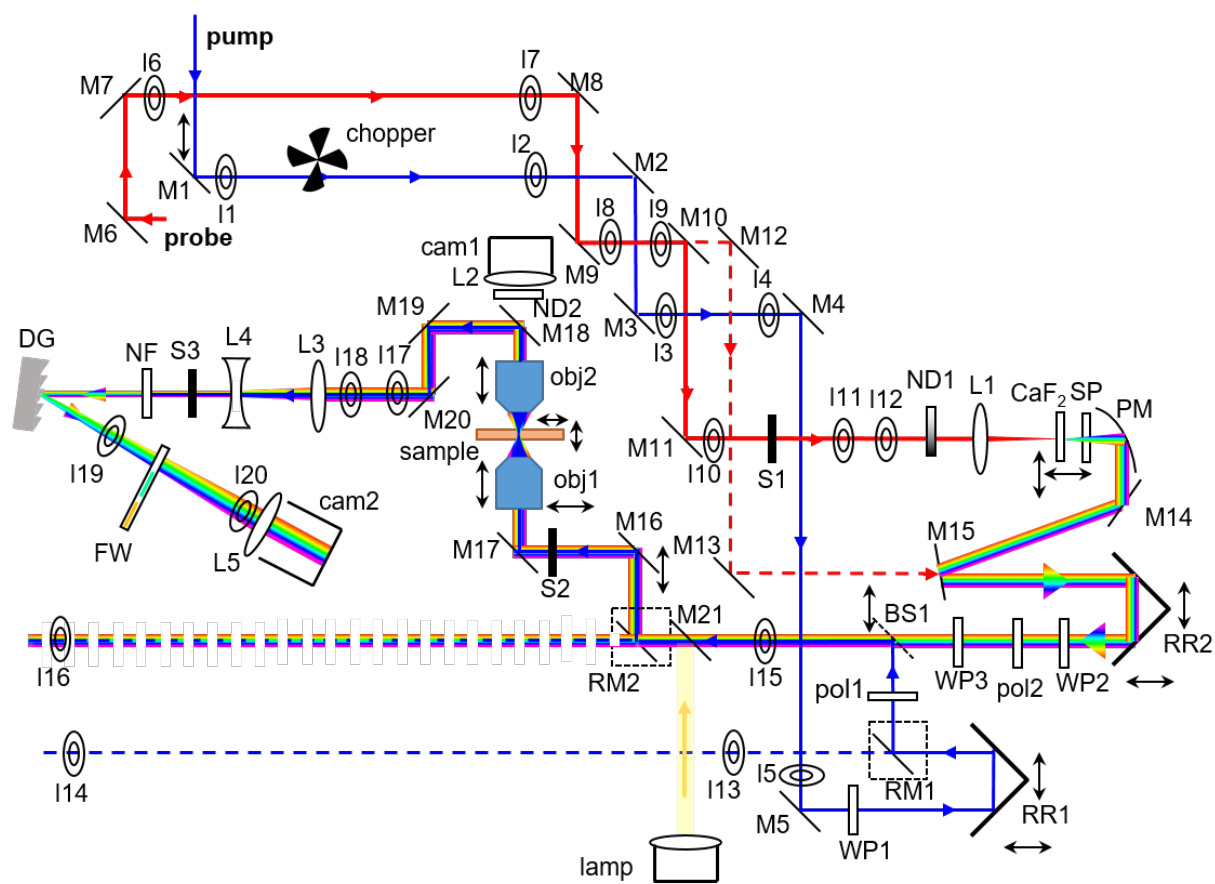 pump
I6
I7
M8
M7
chopper
I2
M2
M1
I1
M6
probe
cam1
I8
I9
M10
M12
M9
L2
I4
M19
ND2
M18
M3
M4
DG
L4
I3
NF
S3
L3
I18
I17
obj2
ND1
L1
CaF2
SP
PM
I11
I12
M20
sample
M11
I10
S1
I19
I20
obj1
cam2
M14
FW
L5
M17
M16
M13
M15
S2
BS1
M21
I16
RM2
I15
WP3
pol2
WP2
RR2
pol1
I14
I13
I5
RM1
RR1
M5
WP1
lamp